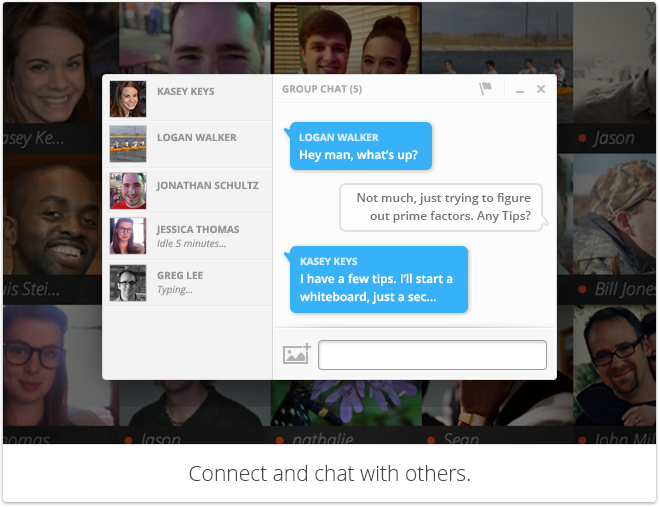 KASEY KEYS
LOGAN WALKER
JONATHAN SCHULTZ
JESSICA THOMAS
Idle 5 minutes...
GREG LEE
Typing...
GROUP CHAT (5)
LOGAN WALKER
Hey man, what's up?
Not much, just trying to figure
out prime factors. Any Tips?
KASEY KEYS
I have a few tips. I'll start a
whiteboard, just a sec...
asey Ke...
Jason
uis Stei...
Bill Jones
homas
Jason
nathalie
Sean
John Mil
Connect and chat with others.